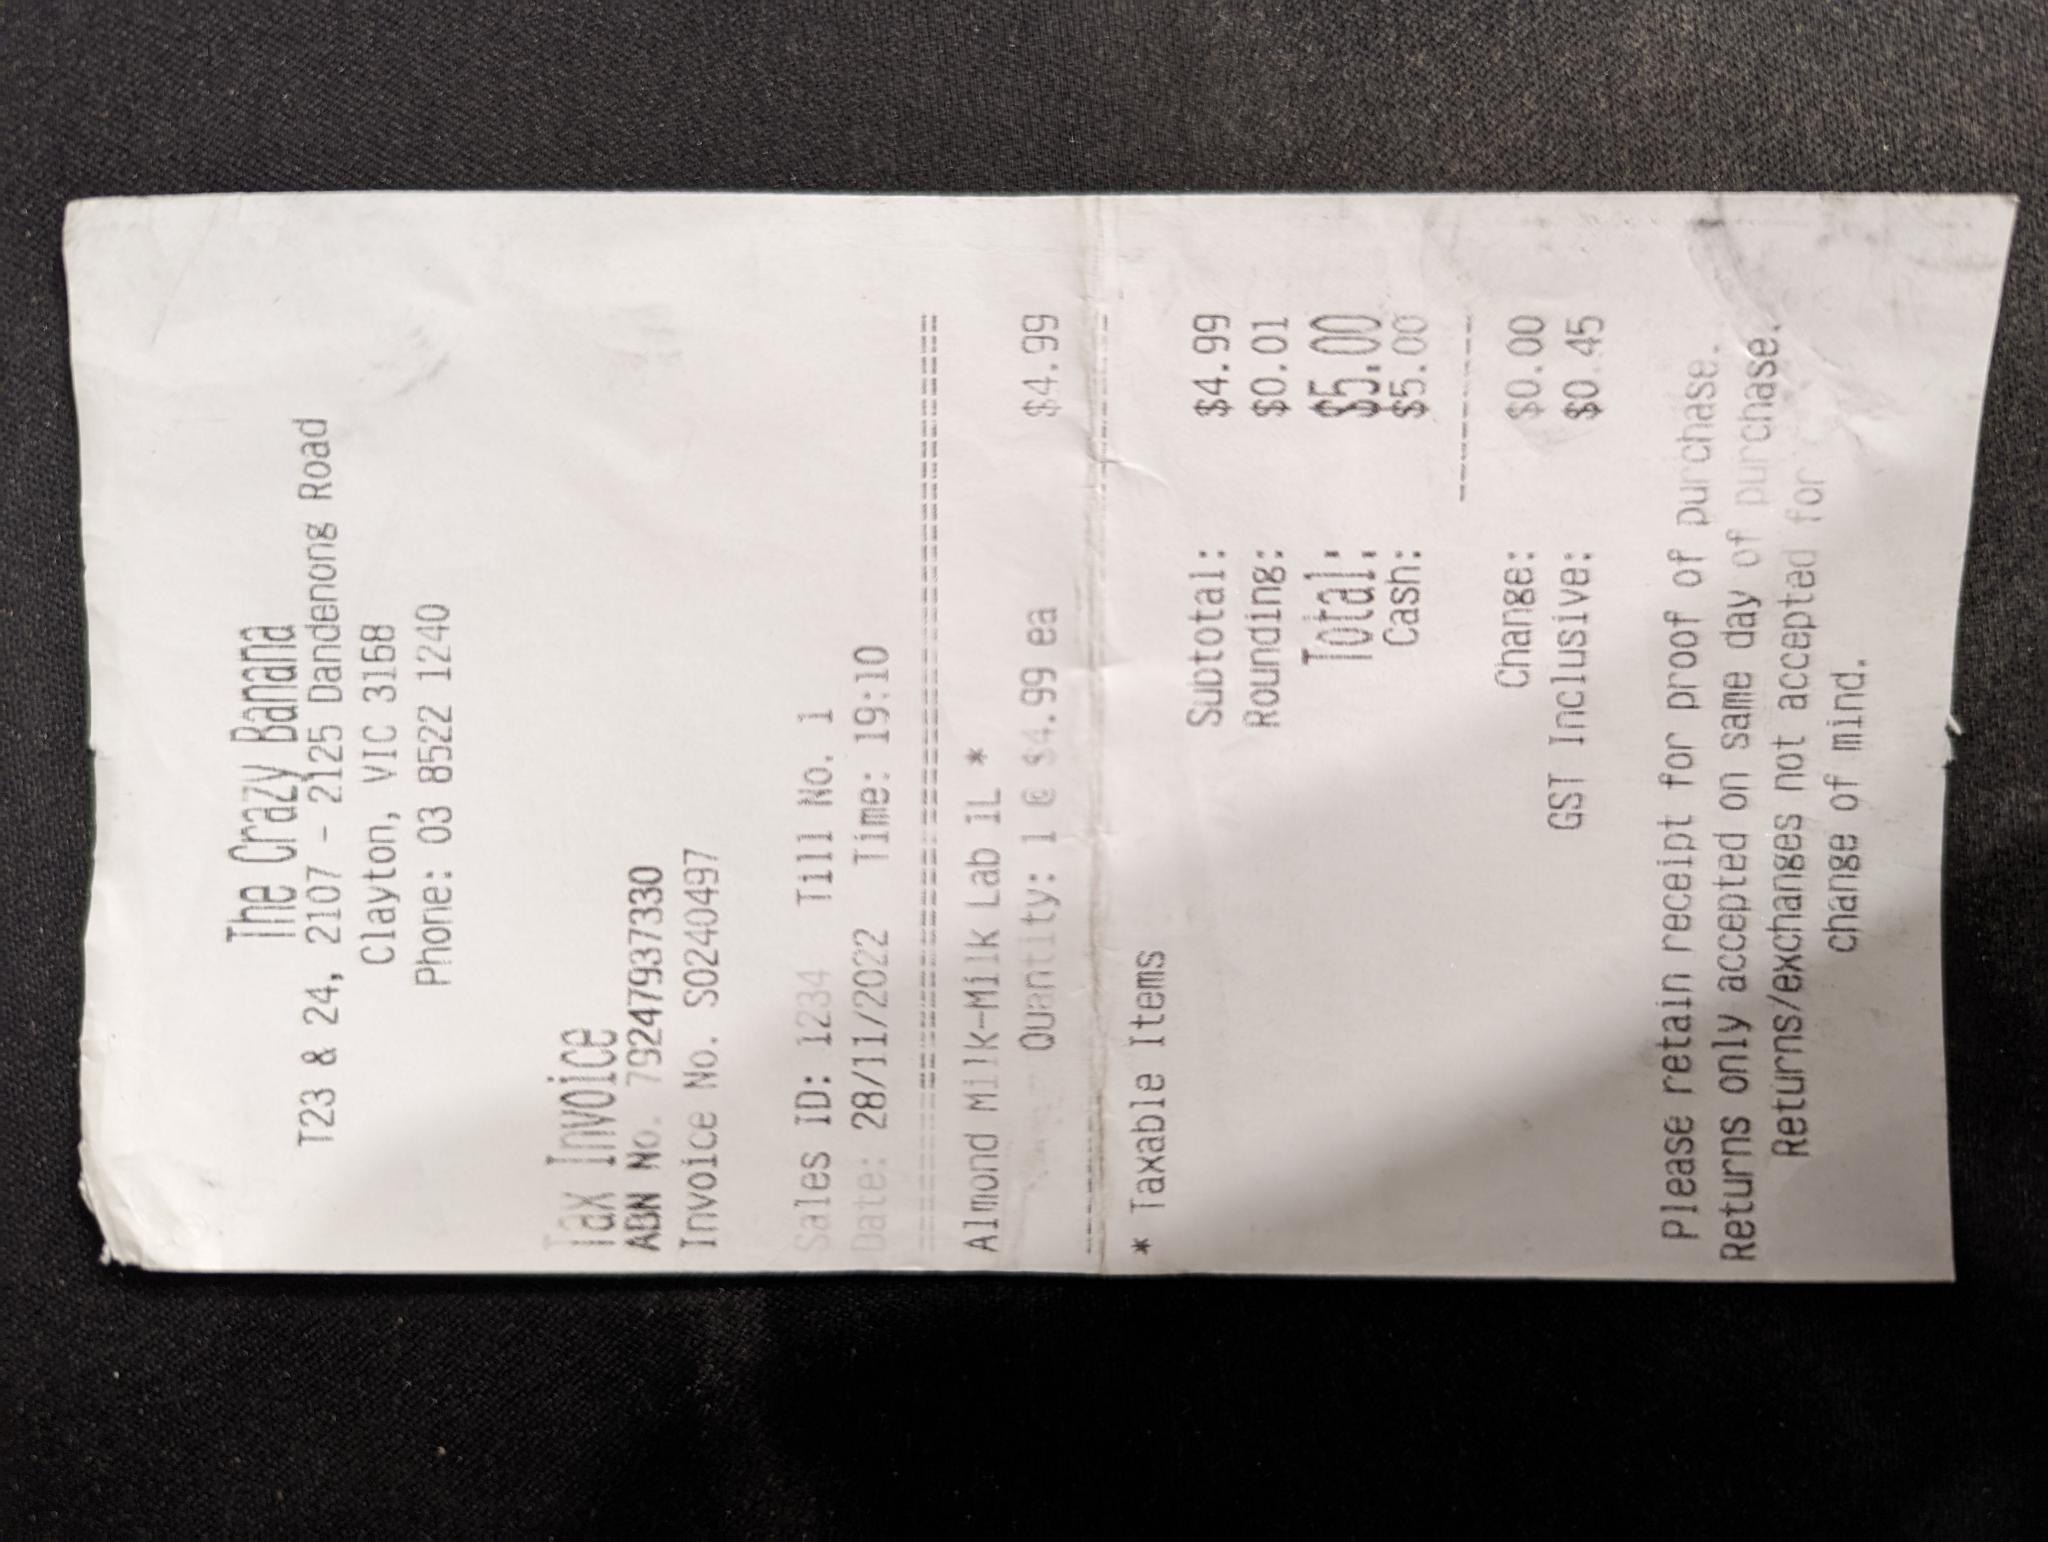 The Crazy Banana
T23 & 24, 2107 - 2125 Dandenong Road
Clayton, VIC 3168
Phone: 03 8522 1240
Tax Invoice
ABN No. 79247937330
Invoice No. S0240497
Sales ID: 1234 Till No. 1
Date: 28/11/2022 Time: 19:10
Almond Milk-Milk Lab 1L *
Quantity: 1 @ $4.99 ea $4.99
* Taxable Items
Subtotal: $4.99
Rounding: $0.01
Total: $5.00
Cash: $5.00
Change: $0.00
GST Inclusive: $0.45
Please retain receipt for proof of purchase.
Returns only accepted on same day of purchase.
Returns/exchanges not accepted for
change of mind.